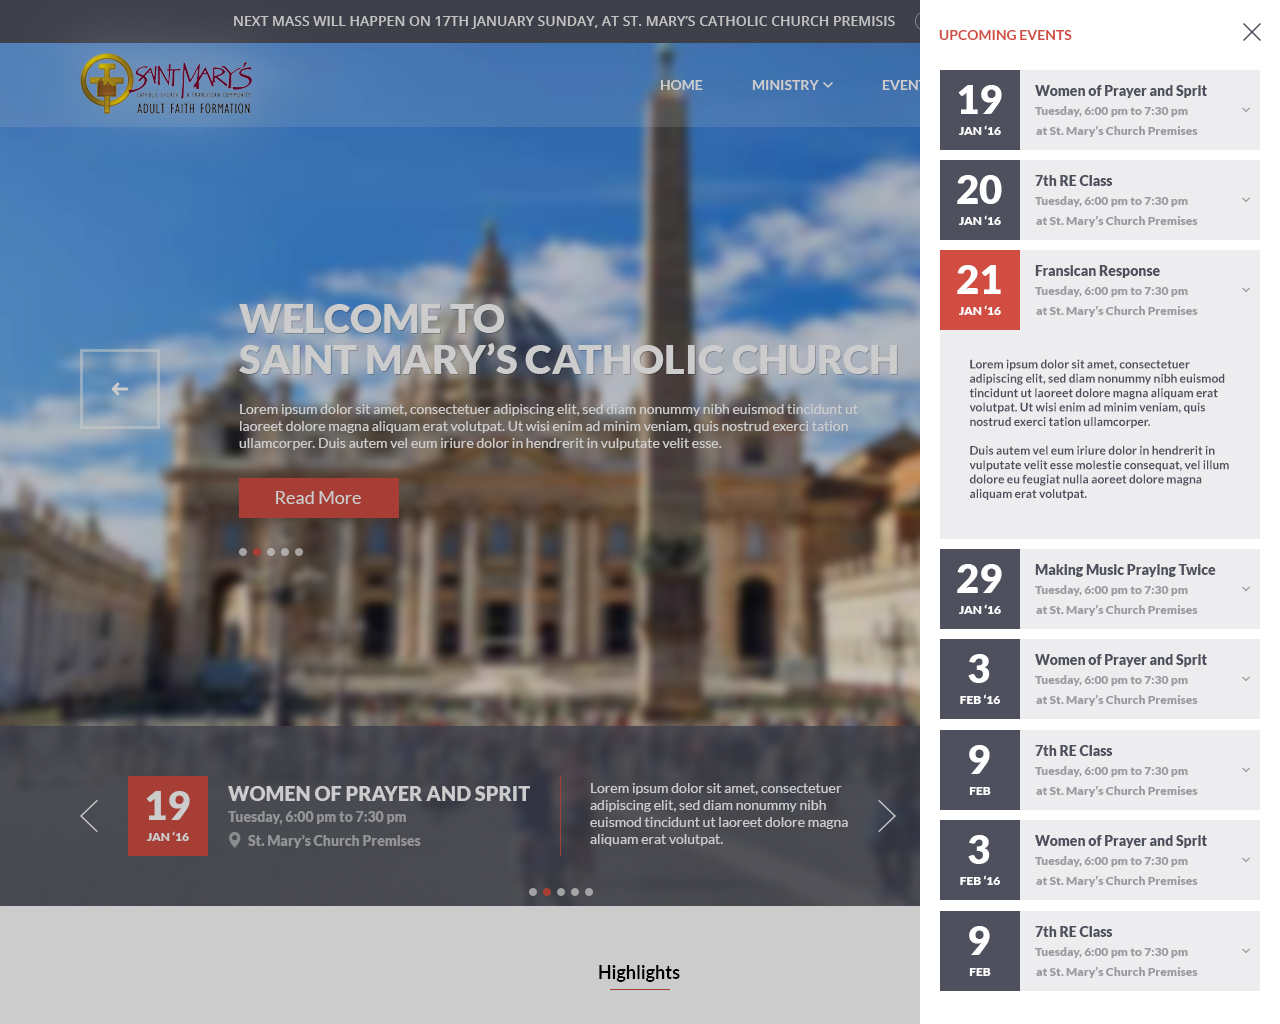 NEXT MASS WILL HAPPEN ON 17TH JANUARY SUNDAY, AT ST. MARY'S CATHOLIC CHURCH PREMISIS
SAINT MARY'S
CATHOLIC CHURCH · A FRANCISCAN COMMUNITY
ADULT FAITH FORMATION
HOME
MINISTRY
EVENT
WELCOME TO
SAINT MARY'S CATHOLIC CHURCH
Lorem ipsum dolor sit amet, consectetuer adipiscing elit, sed diam nonummy nibh euismod tincidunt ut
laoreet dolore magna aliquam erat volutpat. Ut wisi enim ad minim veniam, quis nostrud exerci tation
ullamcorper. Duis autem vel eum iriure dolor in hendrerit in vulputate velit esse.
Read More
19
JAN ‘16
WOMEN OF PRAYER AND SPRIT
Tuesday, 6:00 pm to 7:30 pm
St. Mary’s Church Premises
Lorem ipsum dolor sit amet, consectetuer
adipiscing elit, sed diam nonummy nibh
euismod tincidunt ut laoreet dolore magna
aliquam erat volutpat.
Highlights
UPCOMING EVENTS
19
JAN ‘16
Women of Prayer and Sprit
Tuesday, 6:00 pm to 7:30 pm
at St. Mary’s Church Premises
20
JAN ‘16
7th RE Class
Tuesday, 6:00 pm to 7:30 pm
at St. Mary’s Church Premises
21
JAN ‘16
Fransican Response
Tuesday, 6:00 pm to 7:30 pm
at St. Mary’s Church Premises
Lorem ipsum dolor sit amet, consectetuer
adipiscing elit, sed diam nonummy nibh euismod
tincidunt ut laoreet dolore magna aliquam erat
volutpat. Ut wisi enim ad minim veniam, quis
nostrud exerci tation ullamcorper.
Duis autem vel eum iriure dolor in hendrerit in
vulputate velit esse molestie consequat, vel illum
dolore eu feugiat nulla aoreet dolore magna
aliquam erat volutpat.
29
JAN ‘16
Making Music Praying Twice
Tuesday, 6:00 pm to 7:30 pm
at St. Mary’s Church Premises
3
FEB ‘16
Women of Prayer and Sprit
Tuesday, 6:00 pm to 7:30 pm
at St. Mary’s Church Premises
9
FEB
7th RE Class
Tuesday, 6:00 pm to 7:30 pm
at St. Mary’s Church Premises
3
FEB ‘16
Women of Prayer and Sprit
Tuesday, 6:00 pm to 7:30 pm
at St. Mary’s Church Premises
9
FEB
7th RE Class
Tuesday, 6:00 pm to 7:30 pm
at St. Mary’s Church Premises